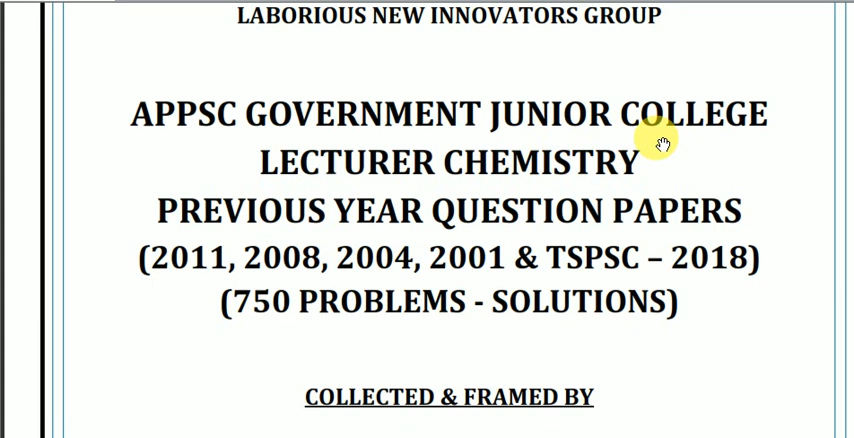 LABORIOUS NEW INNOVATORS GROUP
APPSC GOVERNMENT JUNIOR COLLEGE
LECTURER CHEMISTRY
PREVIOUS YEAR QUESTION PAPERS
(2011, 2008, 2004, 2001 & TSPSC – 2018)
(750 PROBLEMS - SOLUTIONS)
COLLECTED & FRAMED BY